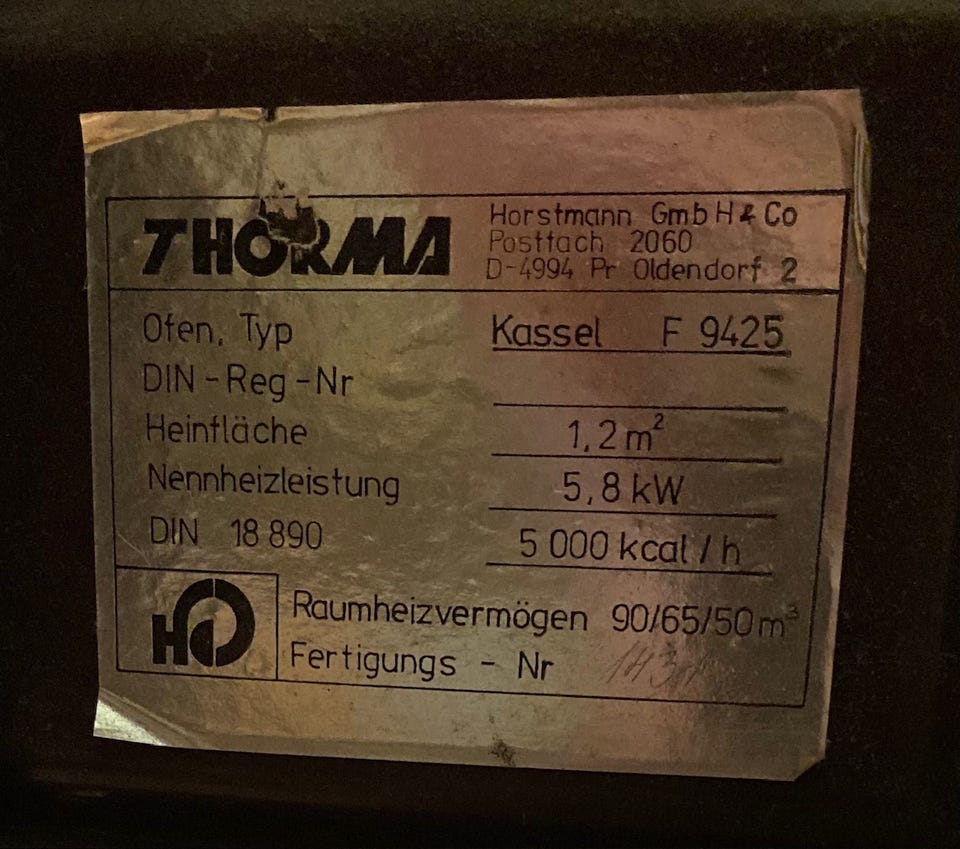 THORMA
Horstmann GmbH & Co
Postfach 2060
D-4994 Pr Oldendorf 2
Ofen, Typ Kassel F 9425
DIN-Reg-Nr
Heinfläche 1,2 m²
Nennheizleistung 5,8 kW
DIN 18 890 5 000 kcal/h
HO
Raumheizvermögen 90/65/50 m³
Fertigungs - Nr